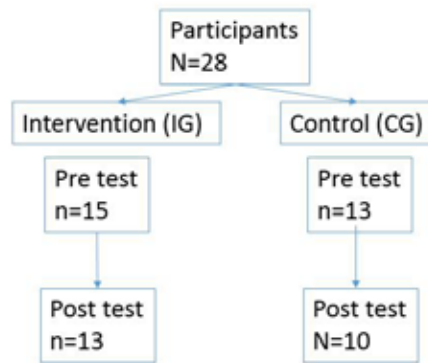 Participants
N=28
Intervention (IG)
Control (CG)
Pre test
n=15
Pre test
n=13
Post test
n=13
Post test
N=10